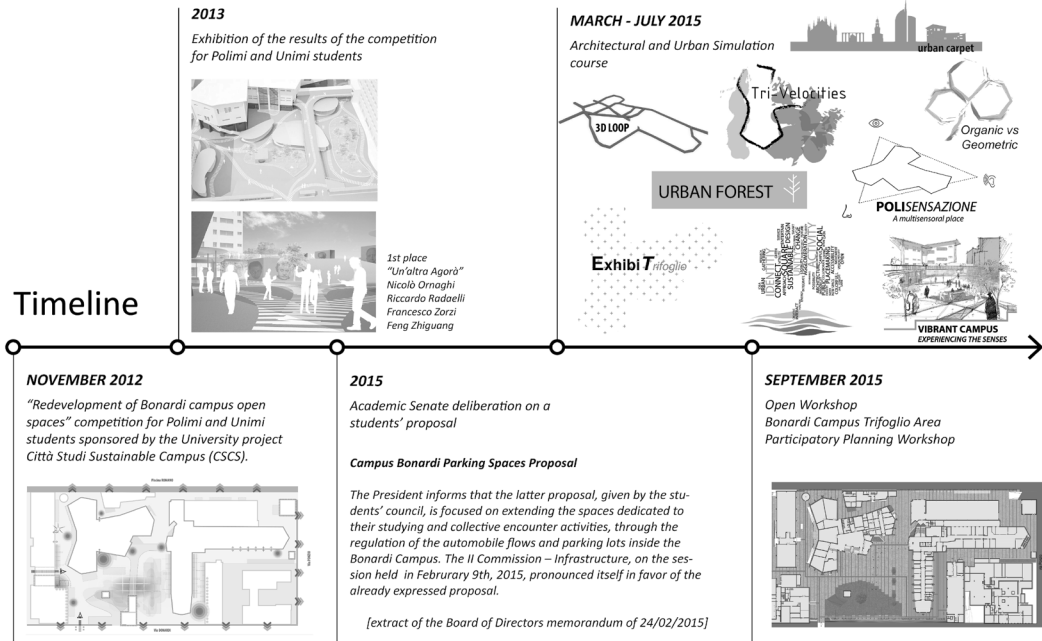 Timeline
NOVEMBER 2012
“Redevelopment of Bonardi campus open
spaces” competition for Polimi and Unimi
students sponsored by the University project
Città Studi Sustainable Campus (CSCS).
2013
Exhibition of the results of the competition
for Polimi and Unimi students
1st place
“Un’altra Agorà”
Nicolò Ornaghi
Riccardo Radaelli
Francesco Zorzi
Feng Zhiguang
2015
Academic Senate deliberation on a
students’ proposal
Campus Bonardi Parking Spaces Proposal
The President informs that the latter proposal, given by the stu-
dents’ council, is focused on extending the spaces dedicated to
their studying and collective encounter activities, through the
regulation of the automobile flows and parking lots inside the
Bonardi Campus. The II Commission – Infrastructure, on the ses-
sion held in Februrary 9th, 2015, pronounced itself in favor of the
already expressed proposal.
[extract of the Board of Directors memorandum of 24/02/2015]
MARCH - JULY 2015
Architectural and Urban Simulation
course
urban carpet
Tri-Velocities
3D LOOP
Organic vs
Geometric
URBAN FOREST
POLISENSAZIONE
A multisensoral place
ExhibiTrifoglio
IDENTITY
CONNECT
SQUARE
SUSTAINABLE
DESIGN
CHANGE
ACTIVITY
SOCIAL
PLACEMAKING
VIBRANT CAMPUS
EXPERIENCING THE SENSES
SEPTEMBER 2015
Open Workshop
Bonardi Campus Trifoglio Area
Participatory Planning Workshop